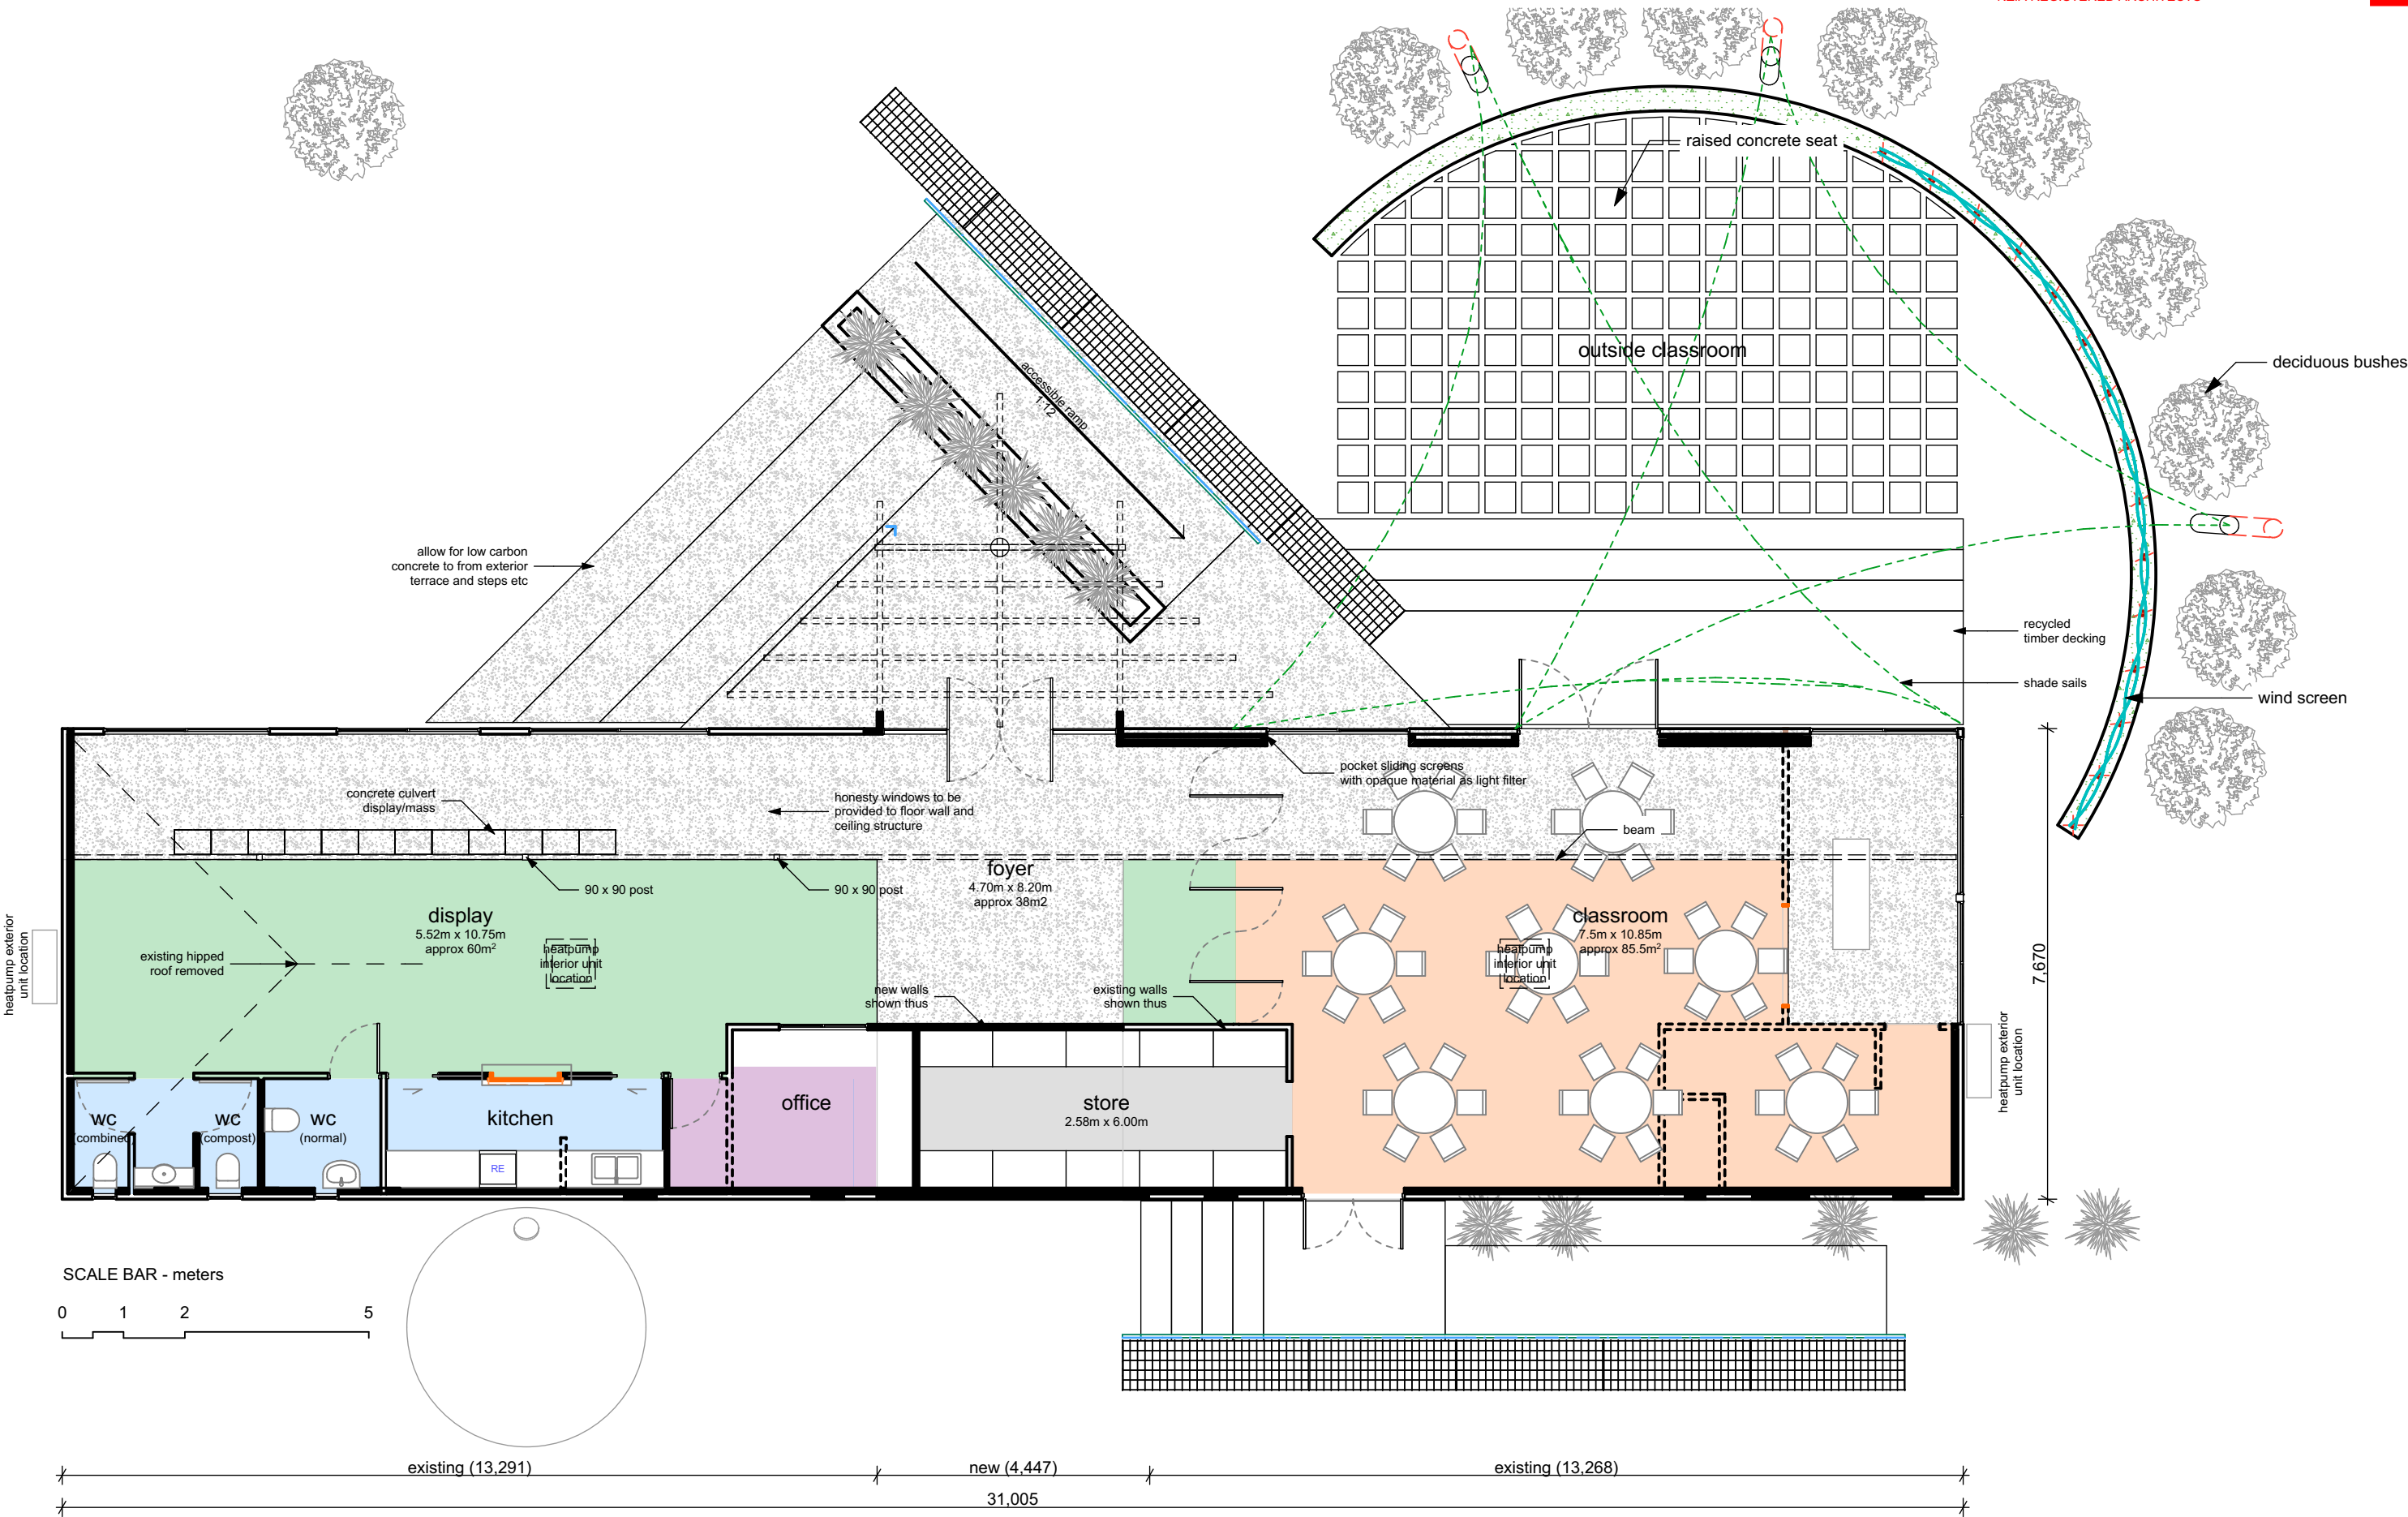 raised concrete seat
outside classroom
deciduous bushes
accessible ramp
1:12
allow for low carbon
concrete to from exterior
terrace and steps etc
recycled
timber decking
shade sails
wind screen
pocket sliding screens
with opaque material as light filter
concrete culvert
display/mass
honesty windows to be
provided to floor wall and
ceiling structure
beam
foyer
4.70m x 8.20m
approx 38m2
90 x 90 post
90 x 90 post
display
5.52m x 10.75m
approx 60m²
classroom
7.5m x 10.85m
approx 85.5m²
heatpump exterior
unit location
existing hipped
roof removed
heatpump
interior unit
location
heatpump
interior unit
location
new walls
shown thus
existing walls
shown thus
7,670
heatpump exterior
unit location
wc
(combined)
wc
(compost)
wc
(normal)
kitchen
office
store
2.58m x 6.00m
RE
SCALE BAR - meters
0 1 2 5
existing (13,291)
new (4,447)
existing (13,268)
31,005